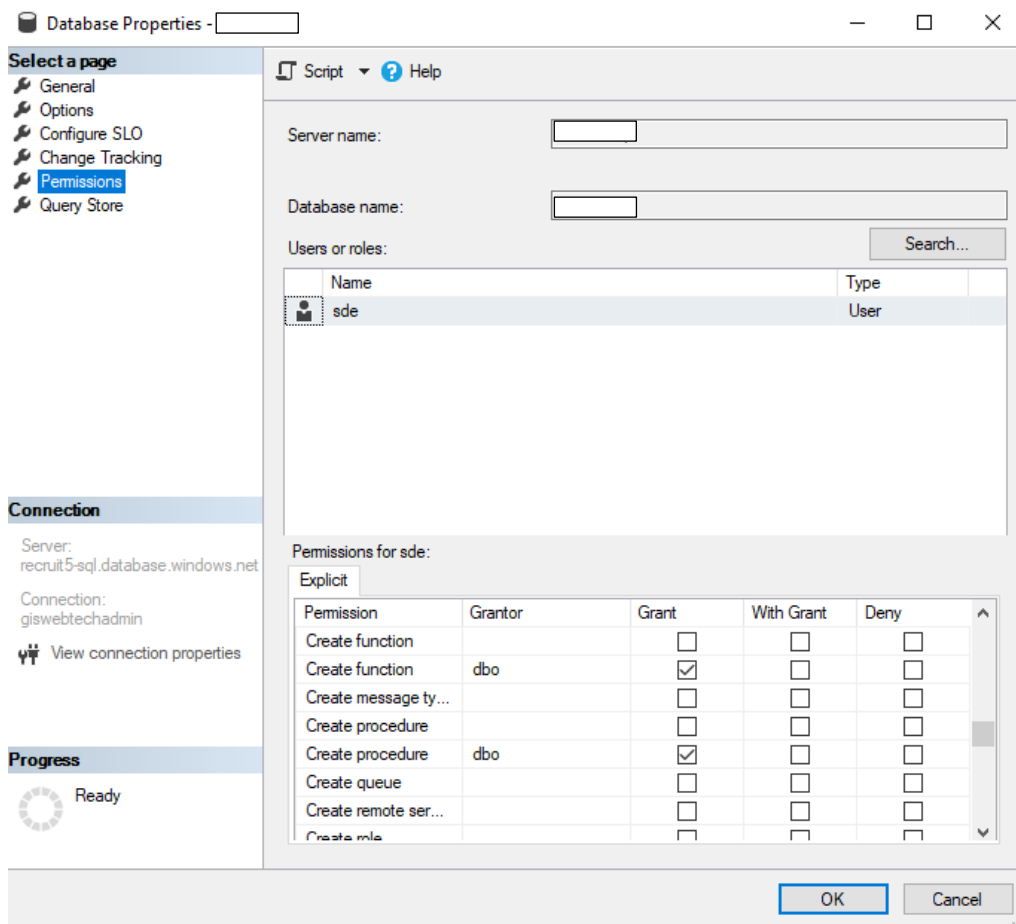 Database Properties -
Select a page
General
Options
Configure SLO
Change Tracking
Permissions
Query Store
Connection
Server:
recruit5-sql.database.windows.net
Connection:
giswebtechadmin
View connection properties
Progress
Ready
Script Help
Server name:
Database name:
Users or roles: Search...
Name Type
sde User
Permissions for sde:
Explicit
Permission Grantor Grant With Grant Deny
Create function
Create function dbo
Create message ty...
Create procedure
Create procedure dbo
Create queue
Create remote ser...
Create role
OK Cancel